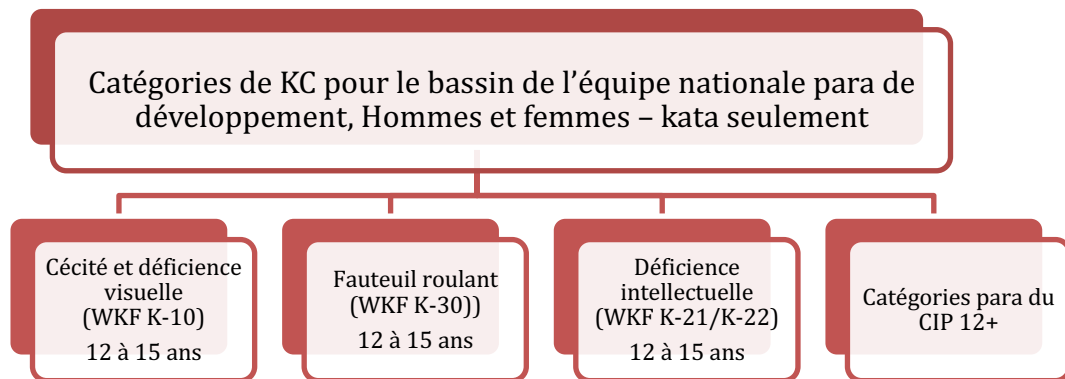 Catégories de KC pour le bassin de l’équipe nationale para de
développement, Hommes et femmes – kata seulement
Cécité et déficience
visuelle
(WKF K-10)
12 à 15 ans
Fauteuil roulant
(WKF K-30))
12 à 15 ans
Déficience
intellectuelle
(WKF K-21/K-22)
12 à 15 ans
Catégories para du
CIP 12+